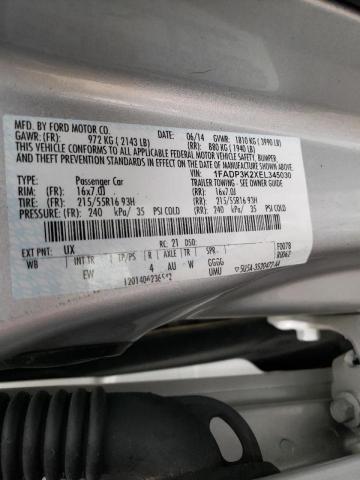 MFD. BY FORD MOTOR CO.
DATE: 06/14 GVWR: 1810 KG ( 3990 LB)
GAWR: (FR): 972 KG ( 2143 LB) (RR): 880 KG ( 1940 LB)
THIS VEHICLE CONFORMS TO ALL APPLICABLE FEDERAL MOTOR VEHICLE SAFETY, BUMPER,
AND THEFT PREVENTION STANDARDS IN EFFECT ON THE DATE OF MANUFACTURE SHOWN ABOVE.
VIN: 1FADP3K2XEL345030
TYPE: Passenger Car
RIM: (FR): 16x7.0J (RR): 16x7.0J
TIRE: (FR): 215/55R16 93H (RR): 215/55R16 93H
PRESSURE: (FR): 240 kPa/ 35 PSI COLD (RR): 240 kPa/ 35 PSI COLD
EXT PNT: UX RC: 21 DSO: F0078
WB INT TR TP/PS R AXLE TR SPR
EW 4 AU W GGGG
UMU